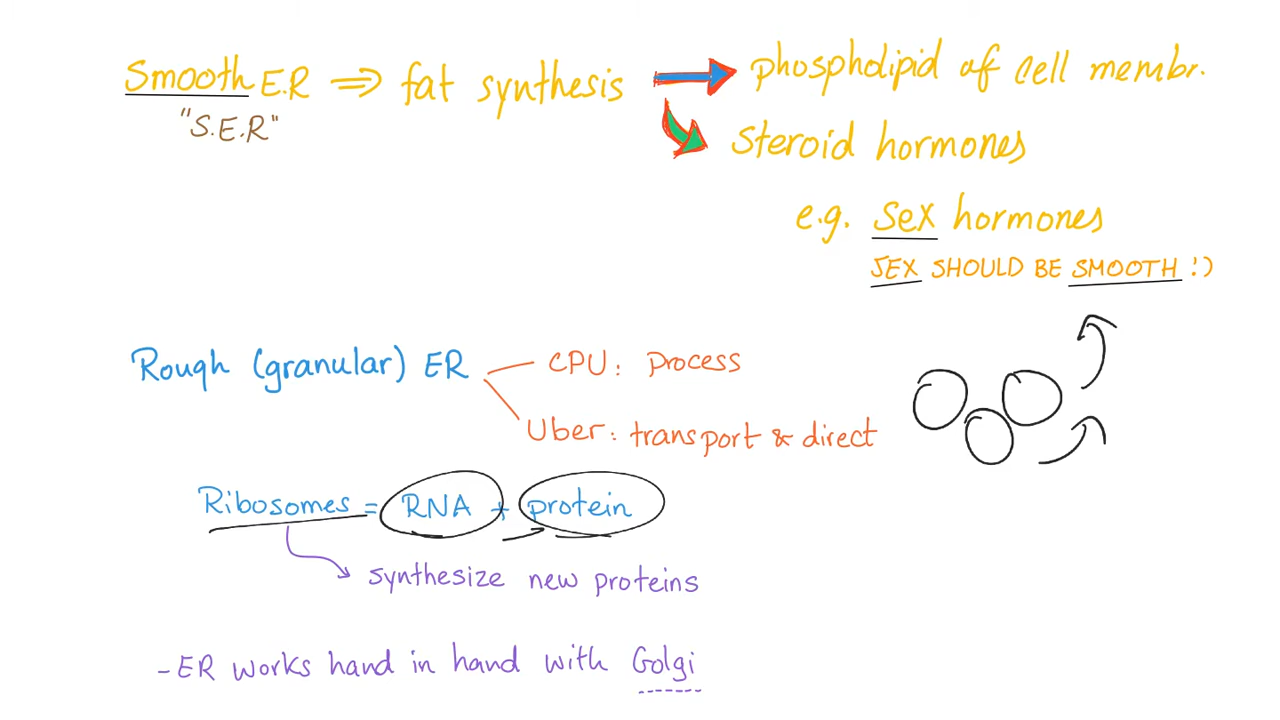 Smooth E.R ⇒ fat synthesis → phospholipid of cell membr.
"S.E.R"
steroid hormones
e.g. sex hormones
SEX SHOULD BE SMOOTH :)
Rough (granular) ER
CPU: Process
Uber: transport & direct
Ribosomes = RNA + protein
synthesize new proteins
- ER works hand in hand with Golgi